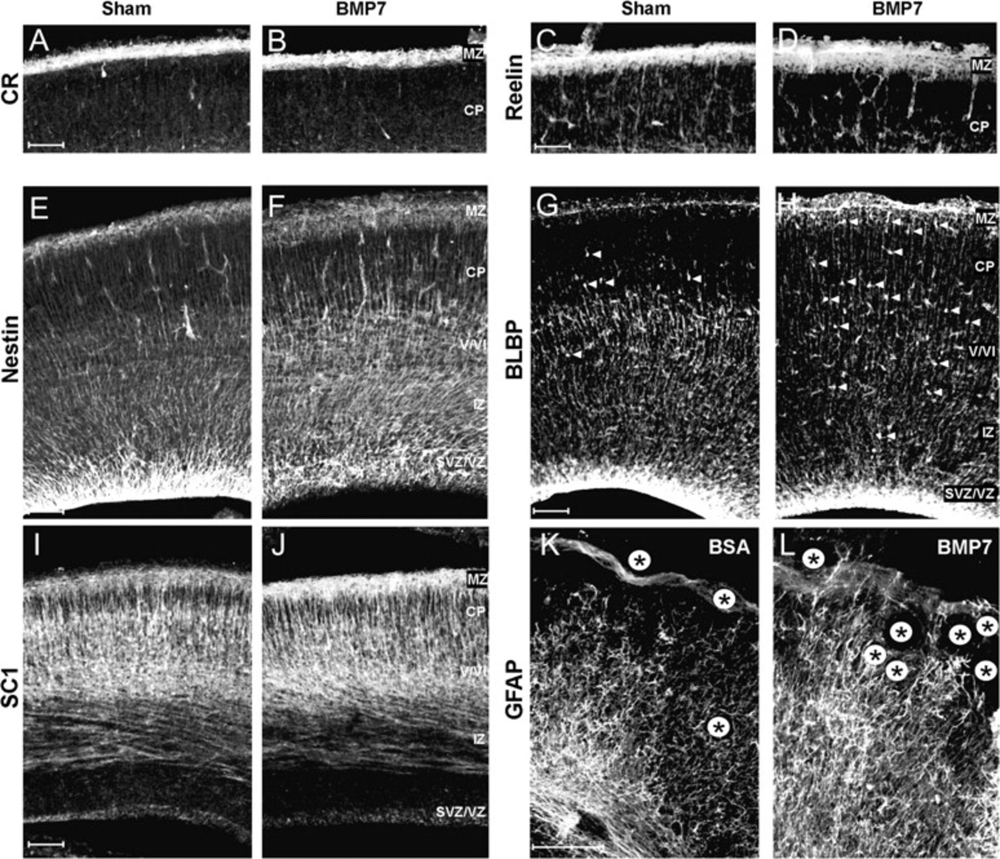 Sham BMP7 Sham BMP7
CR
A B MZ CP
Reelin
C D MZ CP
Nestin
E F MZ CP V/VI IZ SVZ/VZ
BLBP
G H MZ CP V/VI IZ SVZ/VZ
SC1
I J MZ CP V/VI IZ SVZ/VZ
GFAP
K BSA L BMP7
* * * * * * * * * *